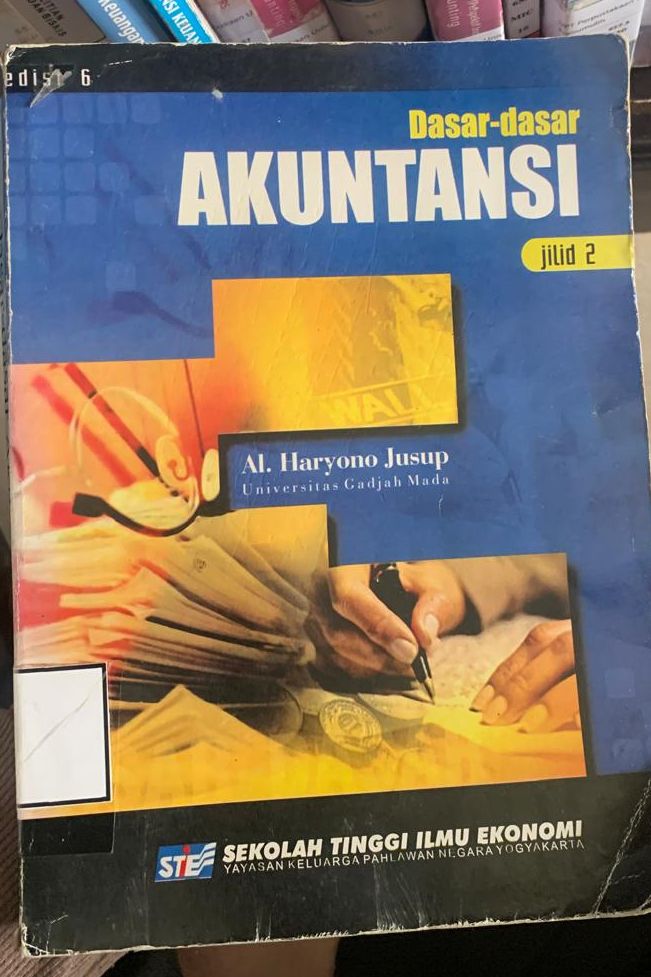 edisi 6
Dasar-dasar
AKUNTANSI
jilid 2
WALL
Al. Haryono Jusup
Universitas Gadjah Mada
STIE
SEKOLAH TINGGI ILMU EKONOMI
YAYASAN KELUARGA PAHLAWAN NEGARA YOGYAKARTA